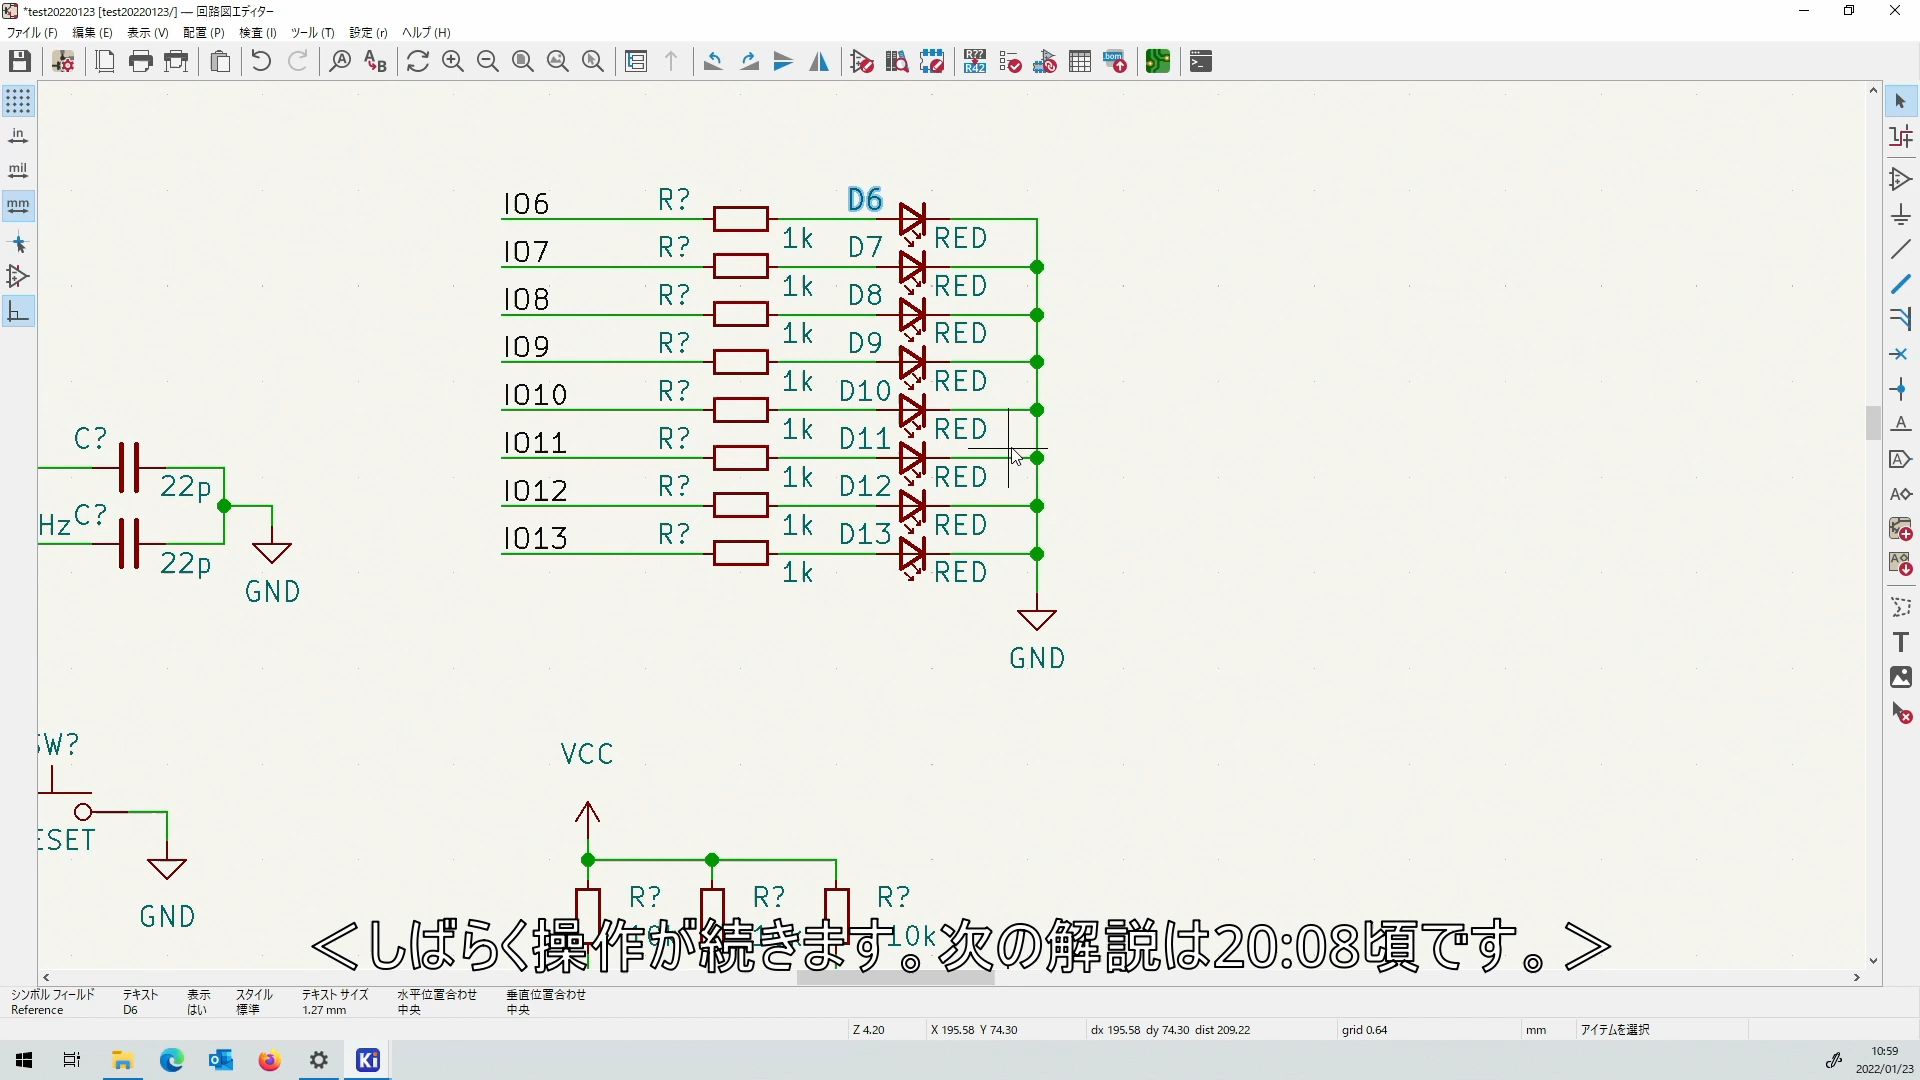 *test20220123 [test20220123/] — 回路図エディター
ファイル (F) 編集 (E) 表示 (V) 配置 (P) 検査 (I) ツール (T) 設定 (r) ヘルプ (H)
R??
R42
bom
in
mil
mm
IO6 R? 1k D6 RED
IO7 R? 1k D7 RED
IO8 R? 1k D8 RED
IO9 R? 1k D9 RED
IO10 R? 1k D10 RED
IO11 R? 1k D11 RED
IO12 R? 1k D12 RED
IO13 R? 1k D13 RED
GND
C?
22p
Hz C?
22p
GND
SW?
ESET
GND
VCC
R? R? R?
10k
<しばらく操作が続きます。次の解説は20:08頃です。>
シンボル フィールド テキスト 表示 スタイル テキスト サイズ 水平位置合わせ 垂直位置合わせ
Reference D6 はい 標準 1.27 mm 中央 中央
Z 4.20 X 195.58 Y 74.30 dx 195.58 dy 74.30 dist 209.22 grid 0.64 mm アイテムを選択
Ki
10:59
2022/01/23